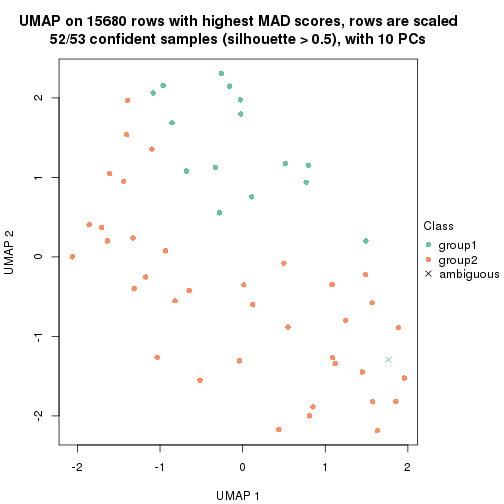 UMAP on 15680 rows with highest MAD scores, rows are scaled
52/53 confident samples (silhouette > 0.5), with 10 PCs
2
1
0
-1
-2
UMAP 2
Class
group1
group2
ambiguous
-2 -1 0 1 2
UMAP 1